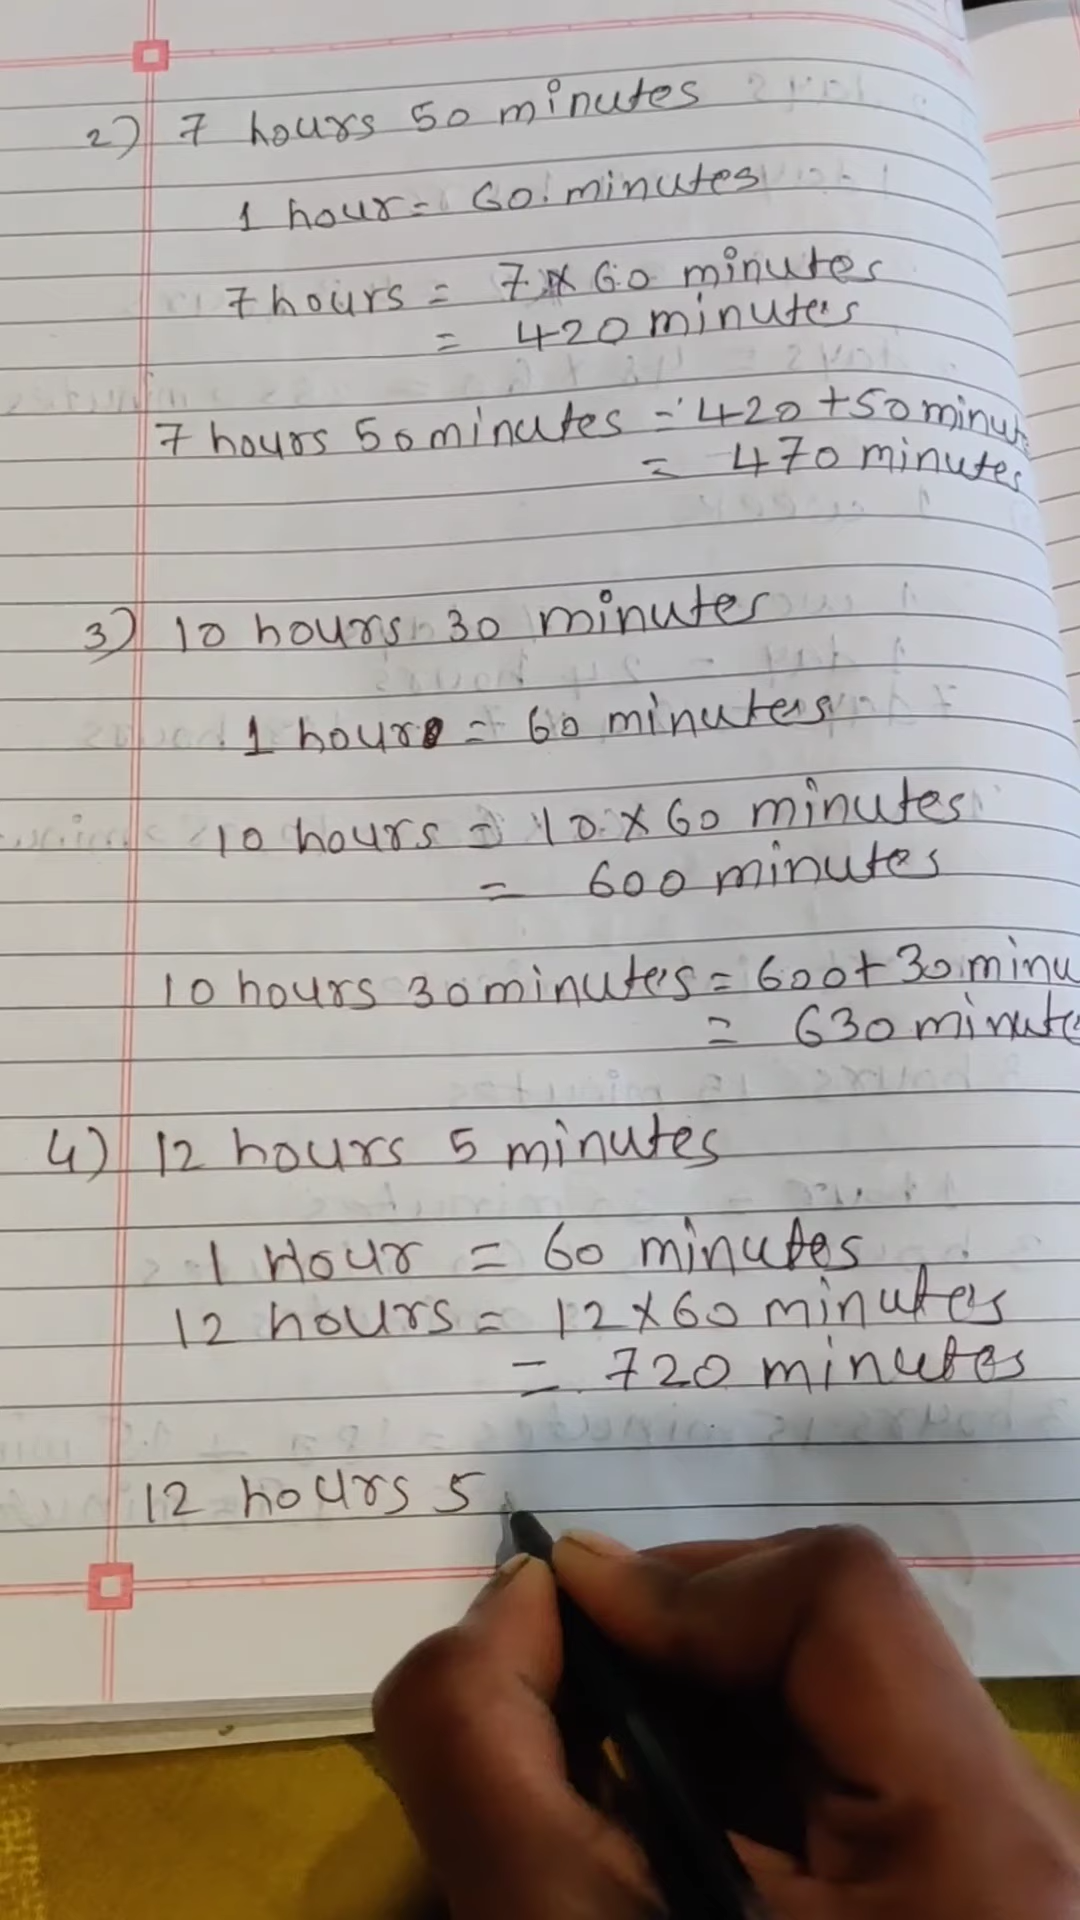 2) 7 hours 50 minutes
1 hour = 60 minutes
7 hours = 7 x 60 minutes
= 420 minutes
7 hours 50 minutes = 420 + 50 minut
= 470 minutes
3) 10 hours 30 minutes
1 hour = 60 minutes
10 hours = 10 x 60 minutes
= 600 minutes
10 hours 30 minutes = 600 + 30 minu
= 630 minute
4) 12 hours 5 minutes
1 Hour = 60 minutes
12 hours = 12 x 60 minutes
= 720 minutes
12 hours 5